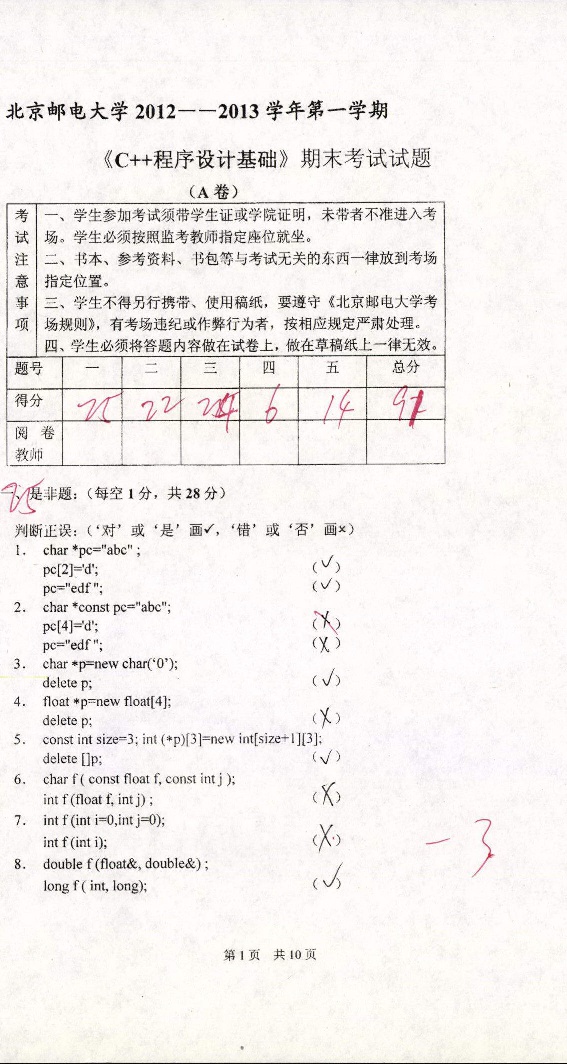 北京邮电大学 2012——2013 学年第一学期
《C++程序设计基础》期末考试试题
（A 卷）
考试注意事项
一、学生参加考试须带学生证或学院证明，未带者不准进入考
场。学生必须按照监考教师指定座位就坐。
二、书本、参考资料、书包等与考试无关的东西一律放到考场
指定位置。
三、学生不得另行携带、使用稿纸，要遵守《北京邮电大学考
场规则》，有考场违纪或作弊行为者，按相应规定严肃处理。
四、学生必须将答题内容做在试卷上，做在草稿纸上一律无效。
题号 一 二 三 四 五 总分
得分 25 22 24 6 14 91
阅 卷
教师
25
一、是非题：（每空 1 分，共 28 分）
判断正误：（‘对’或‘是’画✓，‘错’或‘否’画×）
1. char *pc="abc" ;
pc[2]='d'; (✓)
pc="edf "; (✓)
2. char *const pc="abc";
pc[4]='d'; (X)
pc="edf "; (X)
3. char *p=new char(‘0’);
delete p; (✓)
4. float *p=new float[4];
delete p; (X)
5. const int size=3; int (*p)[3]=new int[size+1][3];
delete []p; (✓)
6. char f ( const float f, const int j );
int f (float f, int j) ; (X)
7. int f (int i=0,int j=0);
int f (int i); (X)
－3
8. double f (float&, double&) ;
long f ( int, long); (✓)
第 1 页 共 10 页